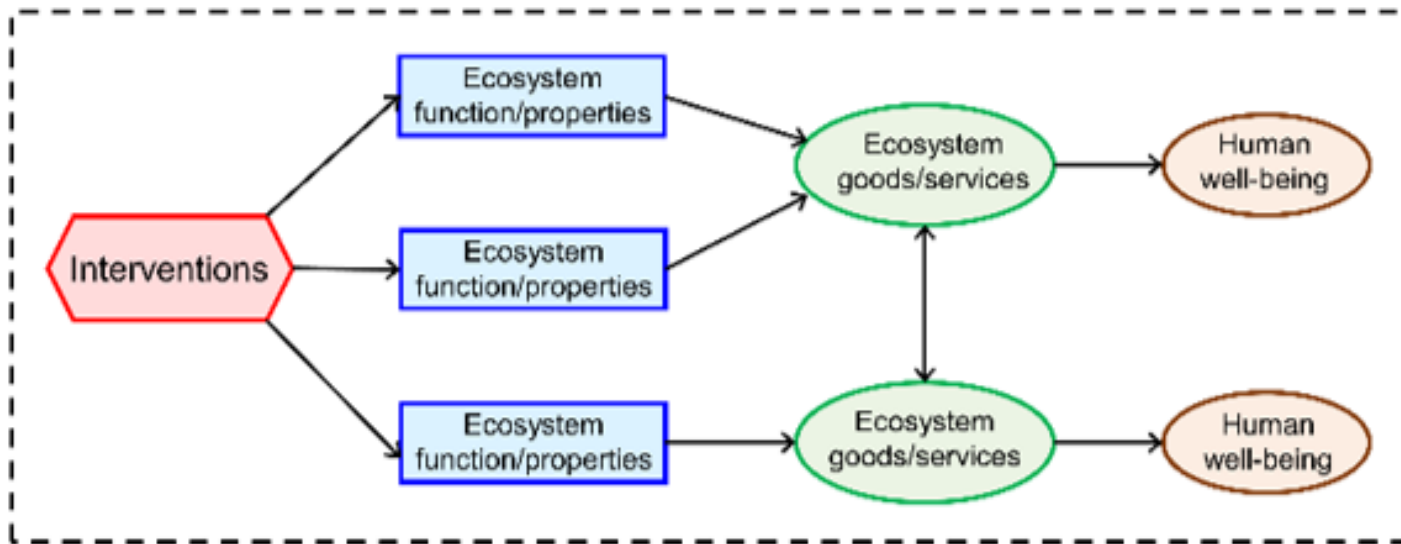 Ecosystem
function/properties
Ecosystem
goods/services
Human
well-being
Interventions
Ecosystem
function/properties
Ecosystem
function/properties
Ecosystem
goods/services
Human
well-being